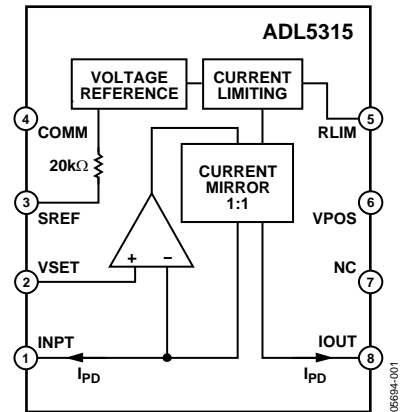 ADL5315
VOLTAGE
REFERENCE
CURRENT
LIMITING
4
COMM
5
RLIM
20kΩ
CURRENT
MIRROR
1:1
3
SREF
6
VPOS
2
VSET
+
−
7
NC
1
INPT
IPD
8
IOUT
IPD
05694-001